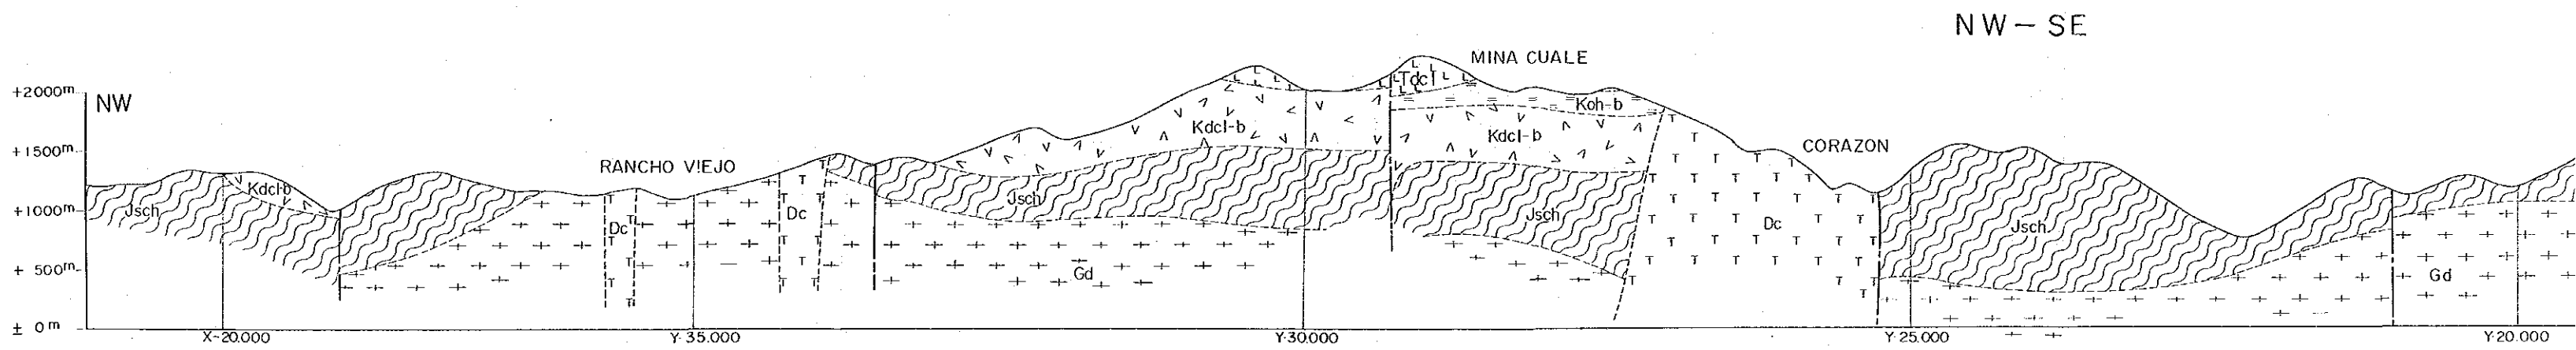 NW — SE
MINA CUALE
+2000m
NW
Tdcl
Koh-b
Kdcl-b
Kdcl-b
+1500m
CORAZON
RANCHO VIEJO
Kdcl-b
+1000m
Jsch
Dc
Jsch
Jsch
Dc
Dc
Jsch
+ 500m
Gd
Gd
± 0m
X-20.000
Y-35.000
Y-30.000
Y-25.000
Y-20.000